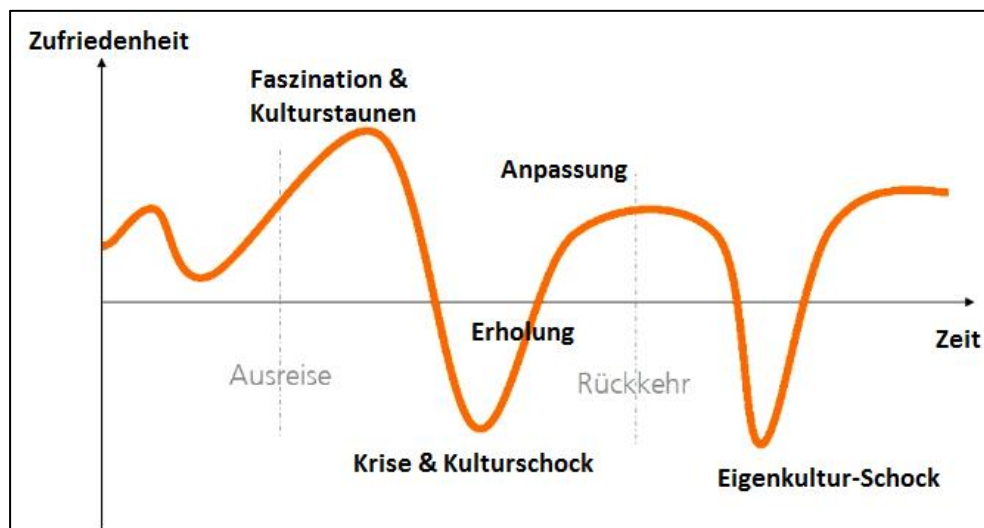 Zufriedenheit
Faszination &
Kulturstaunen
Anpassung
Erholung
Zeit
Ausreise
Rückkehr
Krise & Kulturschock
Eigenkultur-Schock